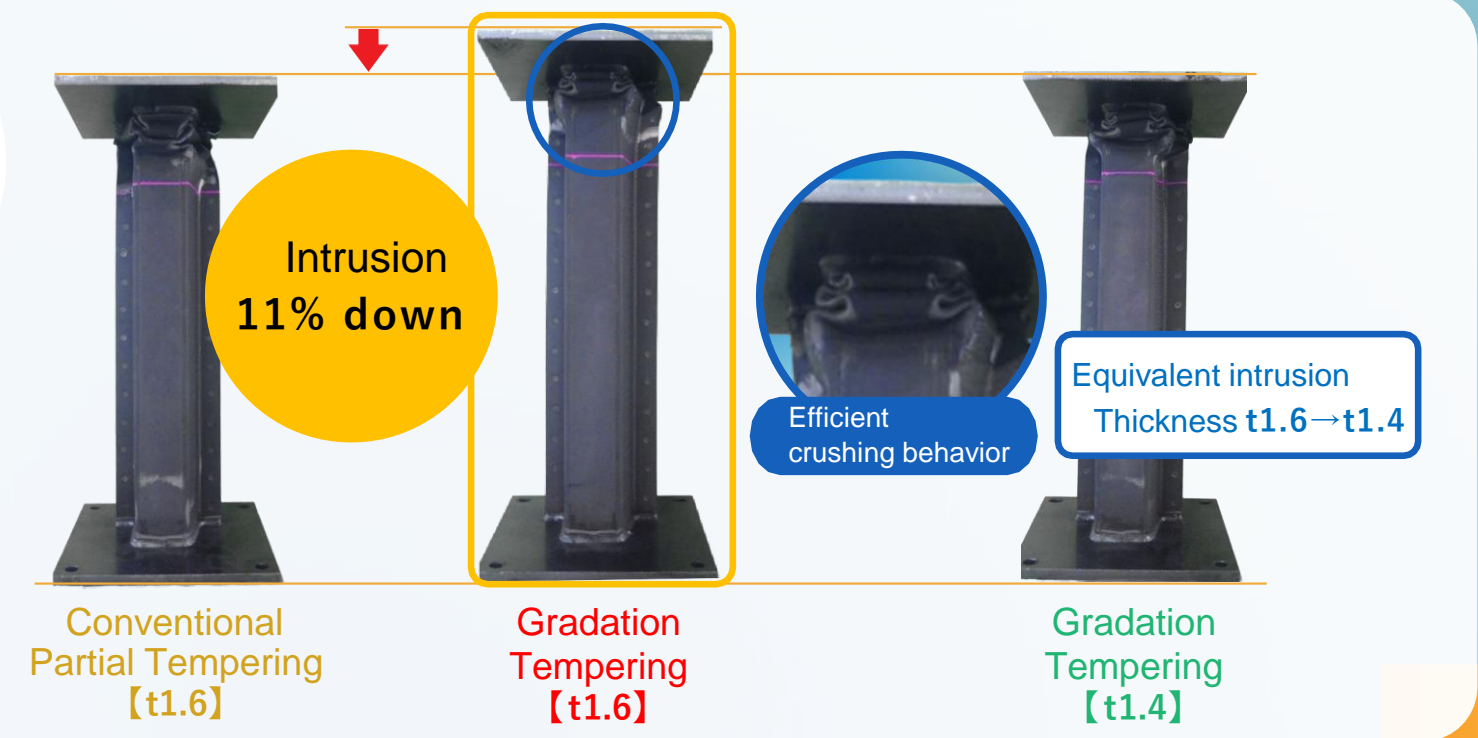 Intrusion
11% down
Efficient
crushing behavior
Equivalent intrusion
Thickness t1.6→t1.4
Conventional
Partial Tempering
【t1.6】
Gradation
Tempering
【t1.6】
Gradation
Tempering
【t1.4】